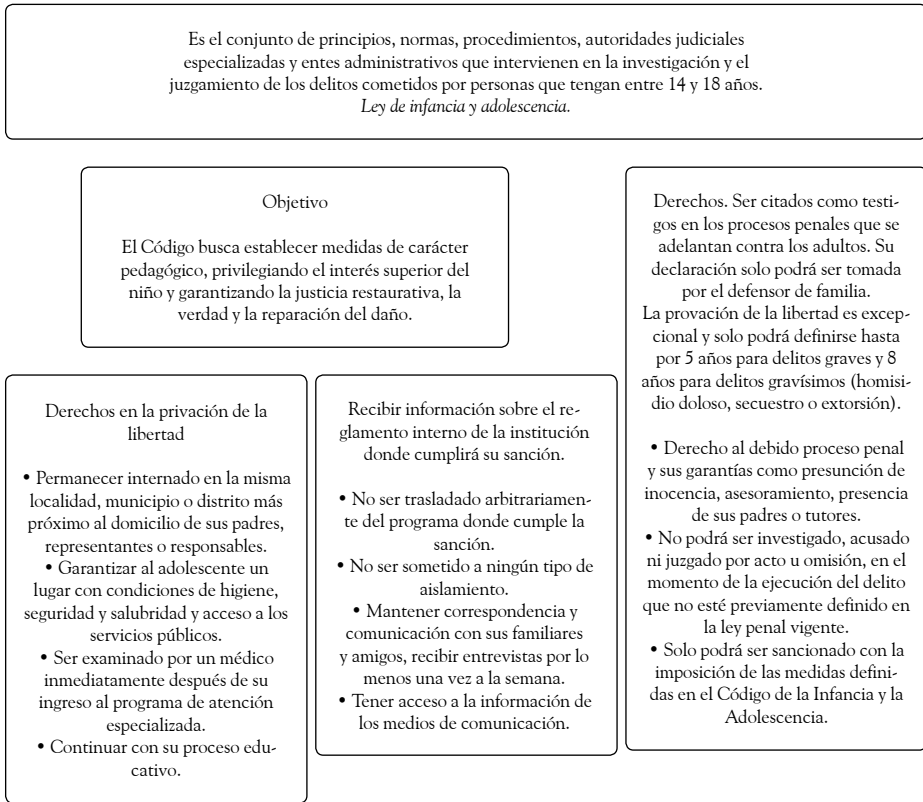 Es el conjunto de principios, normas, procedimientos, autoridades judiciales
especializadas y entes administrativos que intervienen en la investigación y el
juzgamiento de los delitos cometidos por personas que tengan entre 14 y 18 años.
Ley de infancia y adolescencia.
Objetivo
El Código busca establecer medidas de carácter
pedagógico, privilegiando el interés superior del
niño y garantizando la justicia restaurativa, la
verdad y la reparación del daño.
Derechos. Ser citados como testi-
gos en los procesos penales que se
adelantan contra los adultos. Su
declaración solo podrá ser tomada
por el defensor de familia.
La provación de la libertad es excep-
cional y solo podrá definirse hasta
por 5 años para delitos graves y 8
años para delitos gravísimos (homisi-
dio doloso, secuestro o extorsión).
• Derecho al debido proceso penal
y sus garantías como presunción de
inocencia, asesoramiento, presencia
de sus padres o tutores.
• No podrá ser investigado, acusado
ni juzgado por acto u omisión, en el
momento de la ejecución del delito
que no esté previamente definido en
la ley penal vigente.
• Solo podrá ser sancionado con la
imposición de las medidas defini-
das en el Código de la Infancia y la
Adolescencia.
Derechos en la privación de la
libertad
• Permanecer internado en la misma
localidad, municipio o distrito más
próximo al domicilio de sus padres,
representantes o responsables.
• Garantizar al adolescente un
lugar con condiciones de higiene,
seguridad y salubridad y acceso a los
servicios públicos.
• Ser examinado por un médico
inmediatamente después de su
ingreso al programa de atención
especializada.
• Continuar con su proceso edu-
cativo.
Recibir información sobre el re-
glamento interno de la institución
donde cumplirá su sanción.
• No ser trasladado arbitrariamen-
te del programa donde cumple la
sanción.
• No ser sometido a ningún tipo de
aislamiento.
• Mantener correspondencia y
comunicación con sus familiares
y amigos, recibir entrevistas por lo
menos una vez a la semana.
• Tener acceso a la información de
los medios de comunicación.